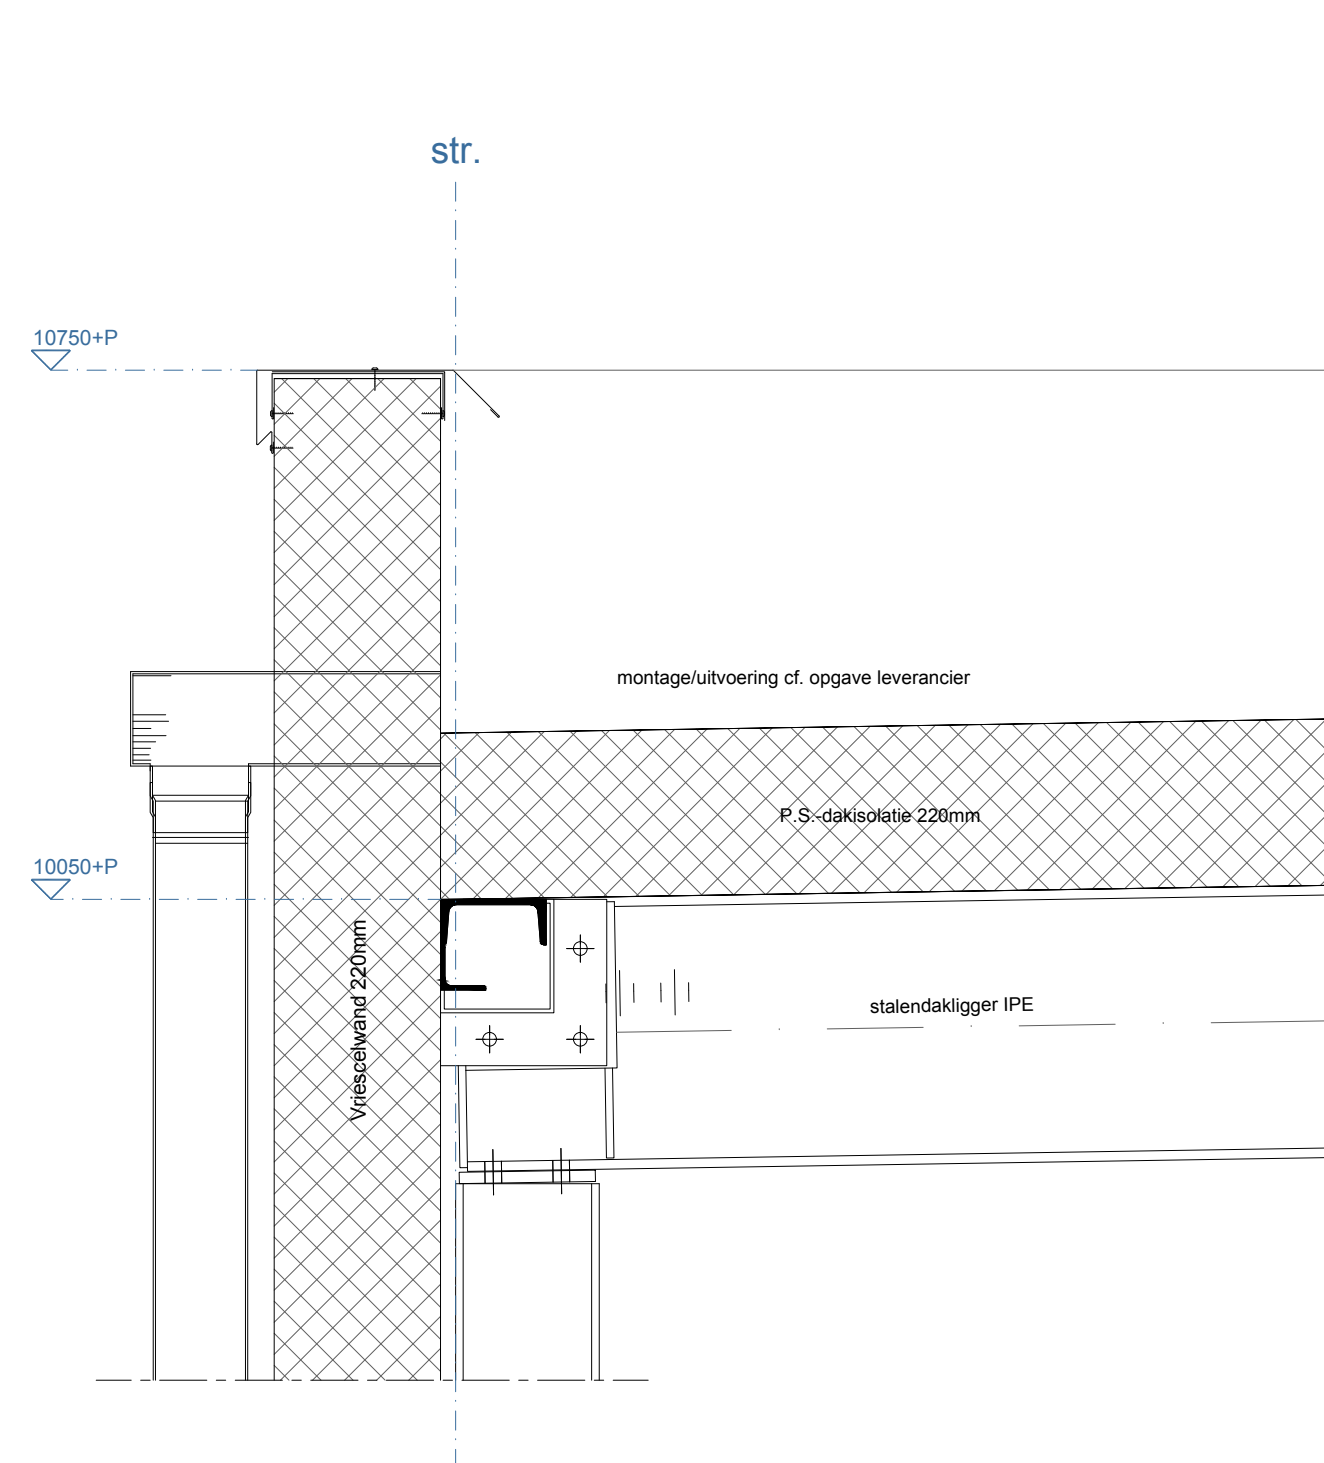 str.
10750+P
montage/uitvoering cf. opgave leverancier
P.S.-dakisolatie 220mm
10050+P
Vriescelwand 220mm
stalendakligger IPE